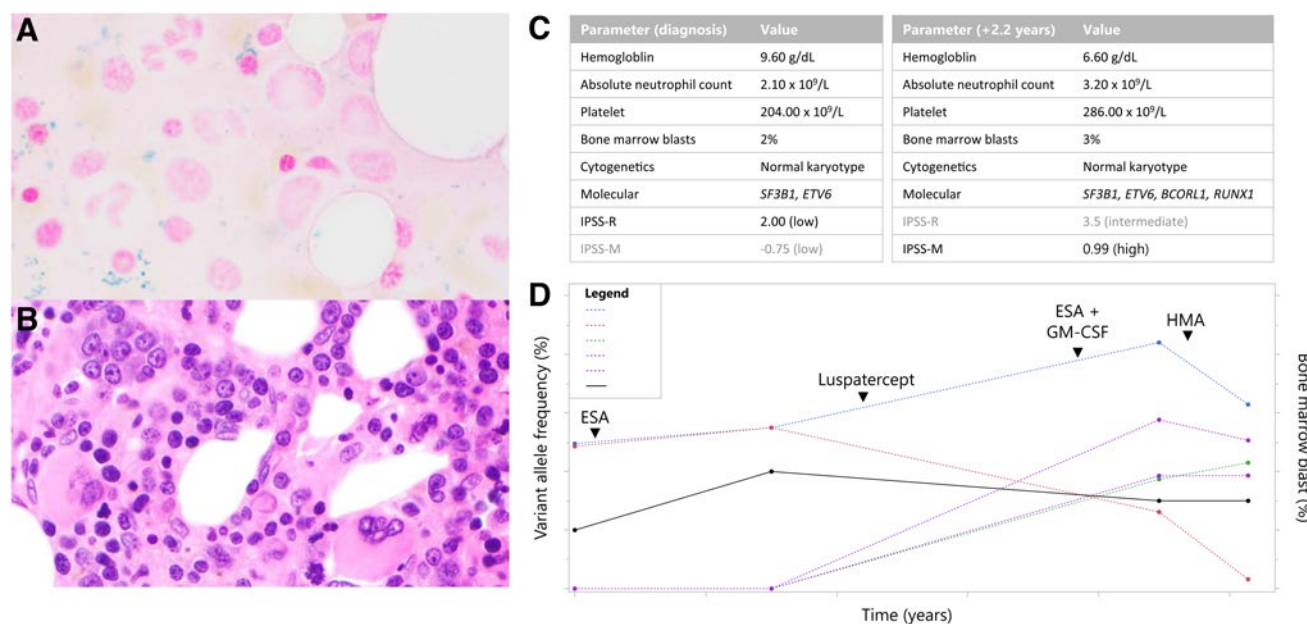 A
B
C
Parameter (diagnosis) Value
Hemogloblin 9.60 g/dL
Absolute neutrophil count 2.10 x 10⁹/L
Platelet 204.00 x 10⁹/L
Bone marrow blasts 2%
Cytogenetics Normal karyotype
Molecular SF3B1, ETV6
IPSS-R 2.00 (low)
IPSS-M -0.75 (low)
Parameter (+2.2 years) Value
Hemogloblin 6.60 g/dL
Absolute neutrophil count 3.20 x 10⁹/L
Platelet 286.00 x 10⁹/L
Bone marrow blasts 3%
Cytogenetics Normal karyotype
Molecular SF3B1, ETV6, BCORL1, RUNX1
IPSS-R 3.5 (intermediate)
IPSS-M 0.99 (high)
D
Legend
ESA
Luspatercept
ESA +
GM-CSF
HMA
Variant allele frequency (%)
Bone marrow blast (%)
Time (years)